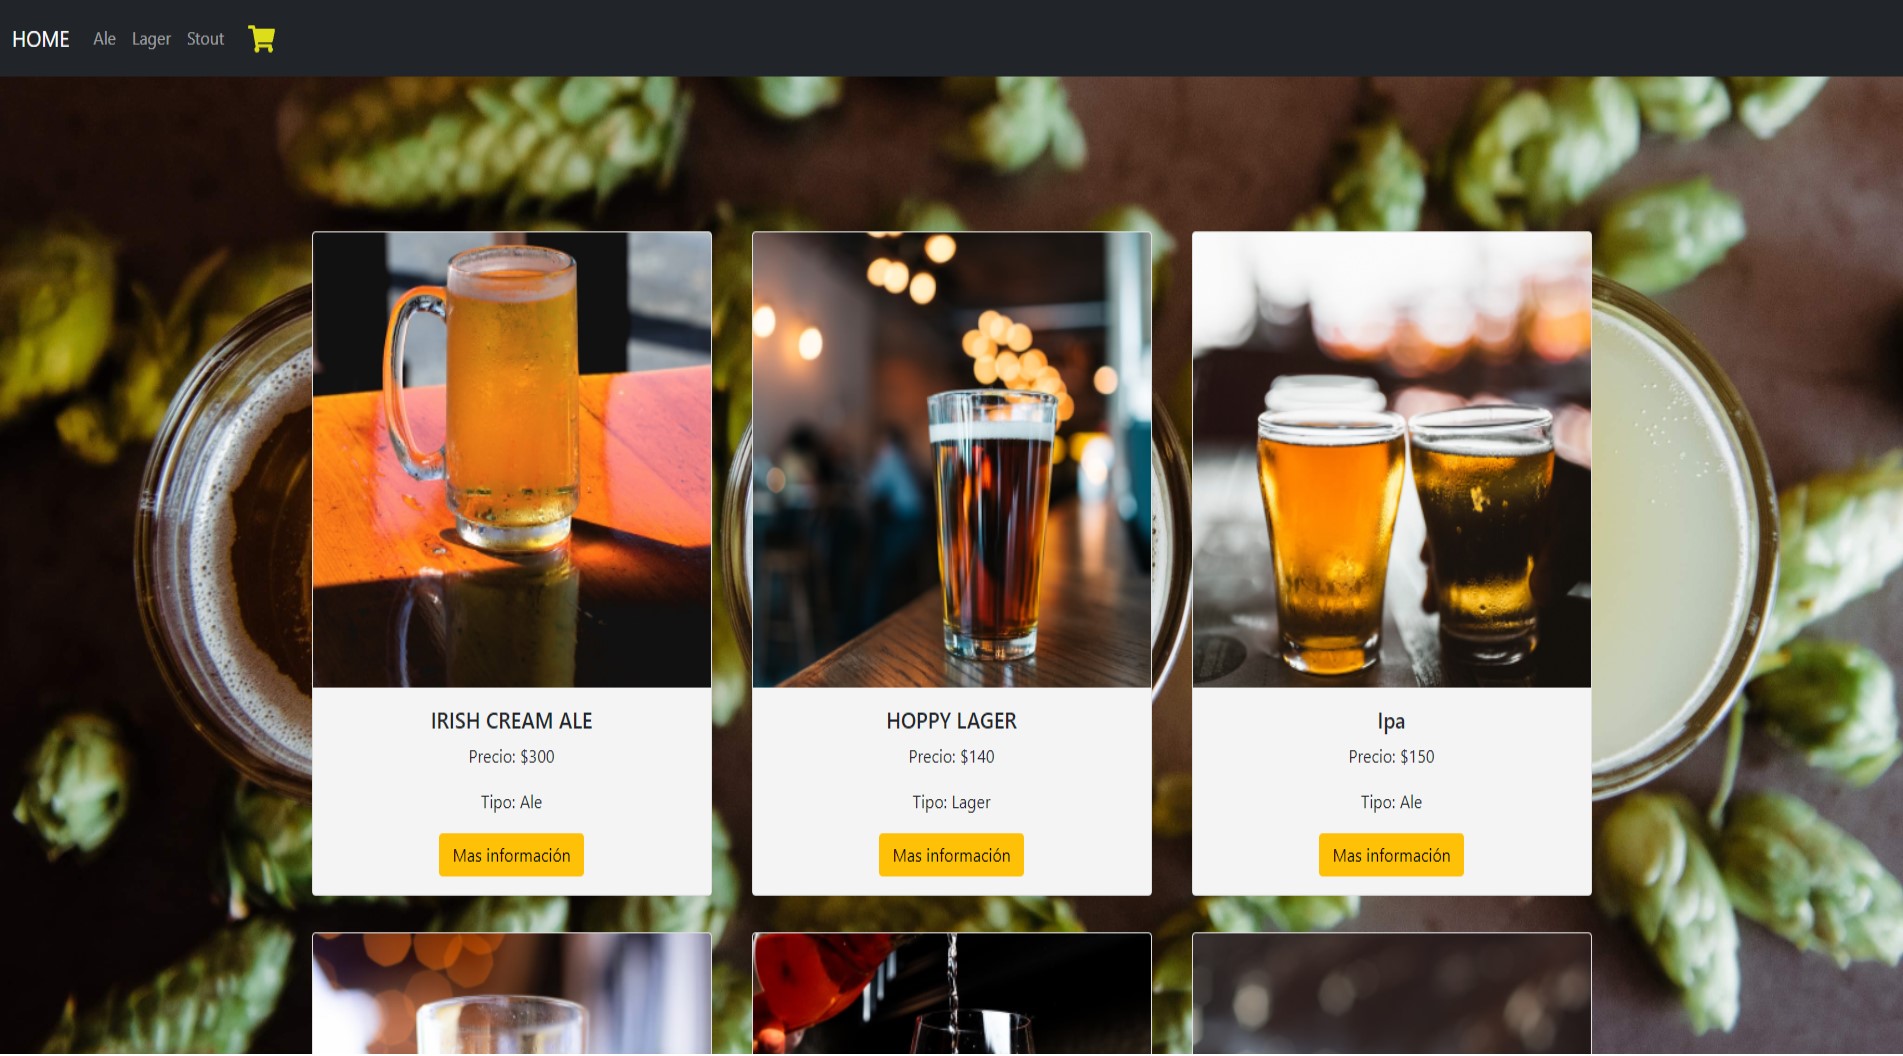 HOME Ale Lager Stout
IRISH CREAM ALE
Precio: $300
Tipo: Ale
Mas información
HOPPY LAGER
Precio: $140
Tipo: Lager
Mas información
Ipa
Precio: $150
Tipo: Ale
Mas información